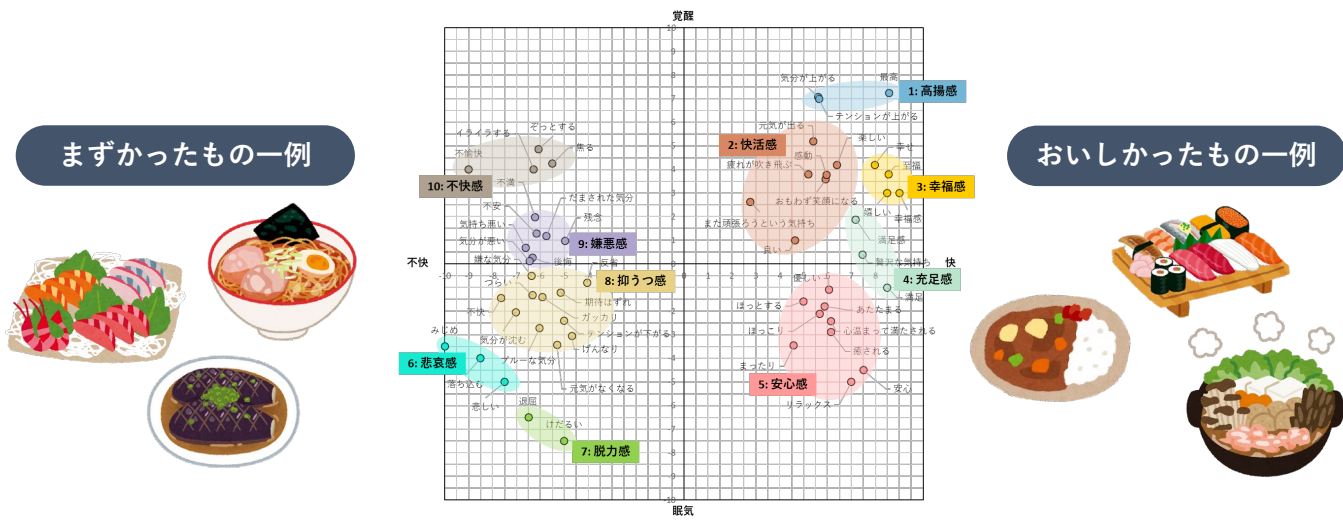 覚醒
まずかったもの一例
おいしかったもの一例
気分が上がる
最高
1: 高揚感
テンションが上がる
元気が出る
楽しい
2: 快活感
感動
疲れが吹き飛ぶ
幸せ
至福
3: 幸福感
おもわず笑顔になる
嬉しい
幸福感
また頑張ろうという気持ち
良い
満足感
贅沢な気持ち
4: 充足感
満足
イライラする
ぞっとする
不愉快
焦る
10: 不快感
不満
だまされた気分
不安
残念
気持ち悪い
気分が悪い
9: 嫌悪感
嫌な気分
後悔
反省
不快
快
-10
-9
-8
-7
-6
-5
8: 抑うつ感
つらい
期待はずれ
不快
ガッカリ
気分が沈む
テンションが下がる
げんなり
みじめ
ブルーな気分
6: 悲哀感
落ち込む
元気がなくなる
悲しい
退屈
けだるい
7: 脱力感
優しい
ほっとする
あたたまる
ほっこり
心温まって満たされる
癒される
まったり
5: 安心感
安心
リラックス
眠気